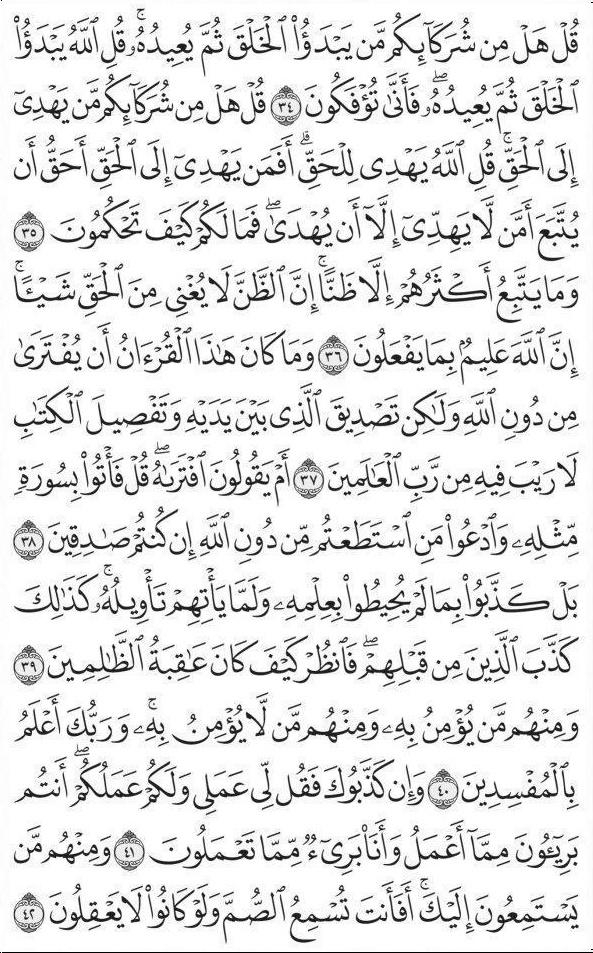 قُلْ هَلْ مِن شُرَكَآئِكُم مَّن يَبْدَؤُا۟ ٱلْخَلْقَ ثُمَّ يُعِيدُهُۥ ۚ قُلِ ٱللَّهُ يَبْدَؤُا۟
ٱلْخَلْقَ ثُمَّ يُعِيدُهُۥ ۖ فَأَنَّىٰ تُؤْفَكُونَ ٣٤ قُلْ هَلْ مِن شُرَكَآئِكُم مَّن يَهْدِىٓ
إِلَى ٱلْحَقِّ ۚ قُلِ ٱللَّهُ يَهْدِى لِلْحَقِّ ۗ أَفَمَن يَهْدِىٓ إِلَى ٱلْحَقِّ أَحَقُّ أَن
يُتَّبَعَ أَمَّن لَّا يَهِدِّىٓ إِلَّآ أَن يُهْدَىٰ ۖ فَمَا لَكُمْ كَيْفَ تَحْكُمُونَ ٣٥
وَمَا يَتَّبِعُ أَكْثَرُهُمْ إِلَّا ظَنًّا ۚ إِنَّ ٱلظَّنَّ لَا يُغْنِى مِنَ ٱلْحَقِّ شَيْـًٔا ۚ
إِنَّ ٱللَّهَ عَلِيمٌۢ بِمَا يَفْعَلُونَ ٣٦ وَمَا كَانَ هَـٰذَا ٱلْقُرْءَانُ أَن يُفْتَرَىٰ
مِن دُونِ ٱللَّهِ وَلَـٰكِن تَصْدِيقَ ٱلَّذِى بَيْنَ يَدَيْهِ وَتَفْصِيلَ ٱلْكِتَـٰبِ
لَا رَيْبَ فِيهِ مِن رَّبِّ ٱلْعَـٰلَمِينَ ٣٧ أَمْ يَقُولُونَ ٱفْتَرَىٰهُ ۖ قُلْ فَأْتُوا۟ بِسُورَةٍ
مِّثْلِهِۦ وَٱدْعُوا۟ مَنِ ٱسْتَطَعْتُم مِّن دُونِ ٱللَّهِ إِن كُنتُمْ صَـٰدِقِينَ ٣٨
بَلْ كَذَّبُوا۟ بِمَا لَمْ يُحِيطُوا۟ بِعِلْمِهِۦ وَلَمَّا يَأْتِهِمْ تَأْوِيلُهُۥ ۚ كَذَٰلِكَ
كَذَّبَ ٱلَّذِينَ مِن قَبْلِهِمْ ۖ فَٱنظُرْ كَيْفَ كَانَ عَـٰقِبَةُ ٱلظَّـٰلِمِينَ ٣٩
وَمِنْهُم مَّن يُؤْمِنُ بِهِۦ وَمِنْهُم مَّن لَّا يُؤْمِنُ بِهِۦ ۚ وَرَبُّكَ أَعْلَمُ
بِٱلْمُفْسِدِينَ ٤٠ وَإِن كَذَّبُوكَ فَقُل لِّى عَمَلِى وَلَكُمْ عَمَلُكُمْ ۖ أَنتُم
بَرِيٓـُٔونَ مِمَّآ أَعْمَلُ وَأَنَا۠ بَرِىٓءٌ مِّمَّا تَعْمَلُونَ ٤١ وَمِنْهُم مَّن
يَسْتَمِعُونَ إِلَيْكَ ۚ أَفَأَنتَ تُسْمِعُ ٱلصُّمَّ وَلَوْ كَانُوا۟ لَا يَعْقِلُونَ ٤٢